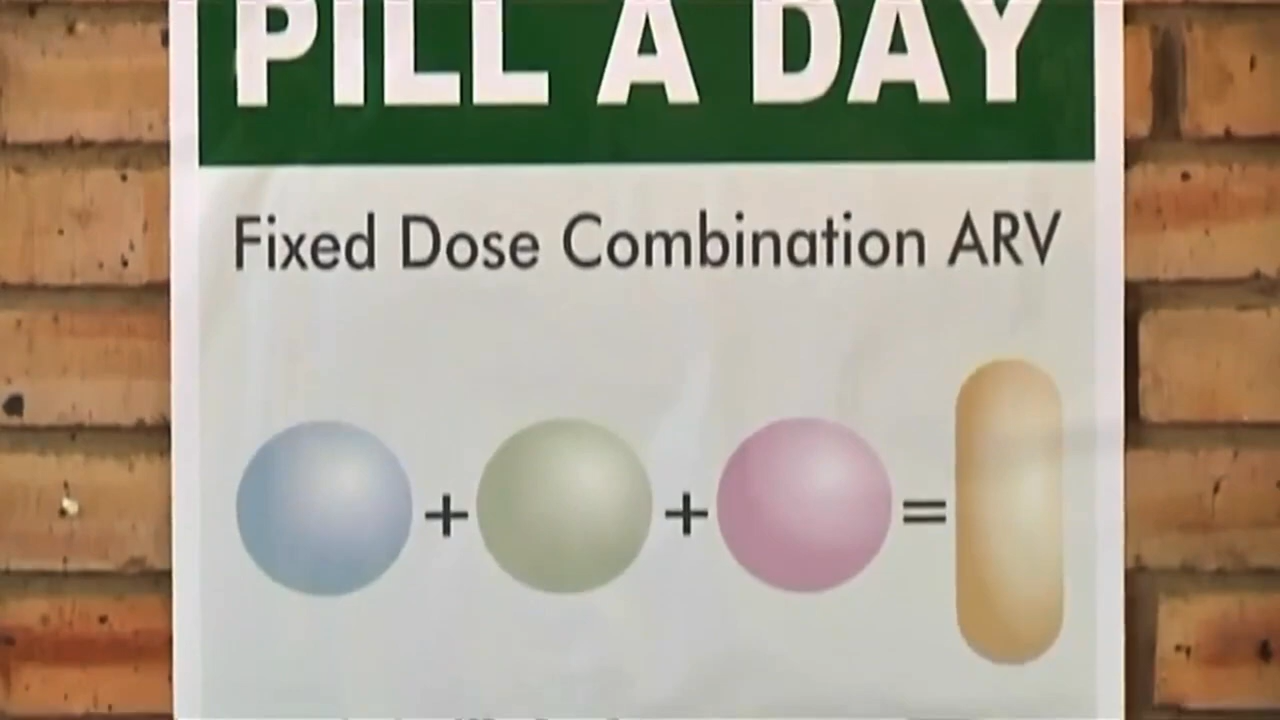 PILL A DAY
Fixed Dose Combination ARV
+ + =